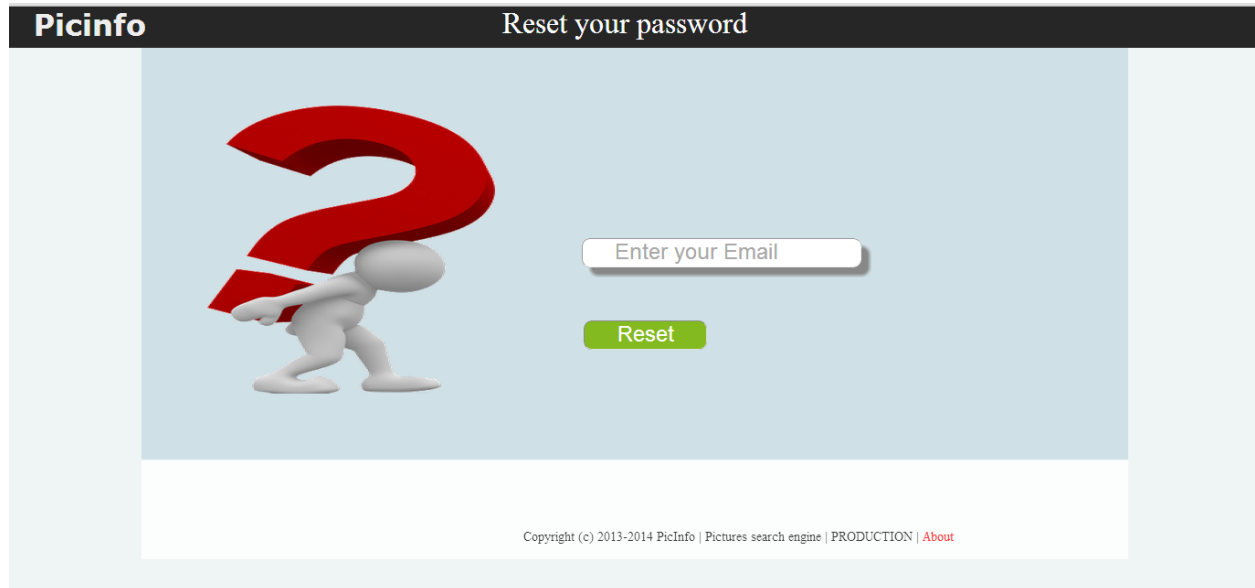 Picinfo
Reset your password
Enter your Email
Reset
Copyright (c) 2013-2014 PicInfo | Pictures search engine | PRODUCTION | About